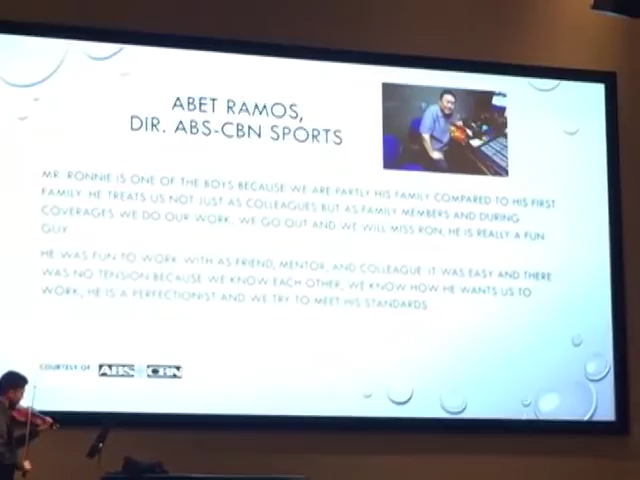 ABET RAMOS,
DIR. ABS-CBN SPORTS
MR. RONNIE IS ONE OF THE BOYS BECAUSE WE ARE PARTLY HIS FAMILY COMPARED TO HIS FIRST
FAMILY. HE TREATS US NOT JUST AS COLLEAGUES BUT AS FAMILY MEMBERS AND DURING
COVERAGES WE DO OUR WORK. WE GO OUT AND WE WILL MISS RON, HE IS REALLY A FUN
GUY
HE WAS FUN TO WORK WITH AS FRIEND, MENTOR, AND COLLEAGUE IT WAS EASY AND THERE
WAS NO TENSION BECAUSE WE KNOW EACH OTHER, WE KNOW HOW HE WANTS US TO
WORK, HE IS A PERFECTIONIST AND WE TRY TO MEET HIS STANDARDS
COURTESY OF ABS CBN